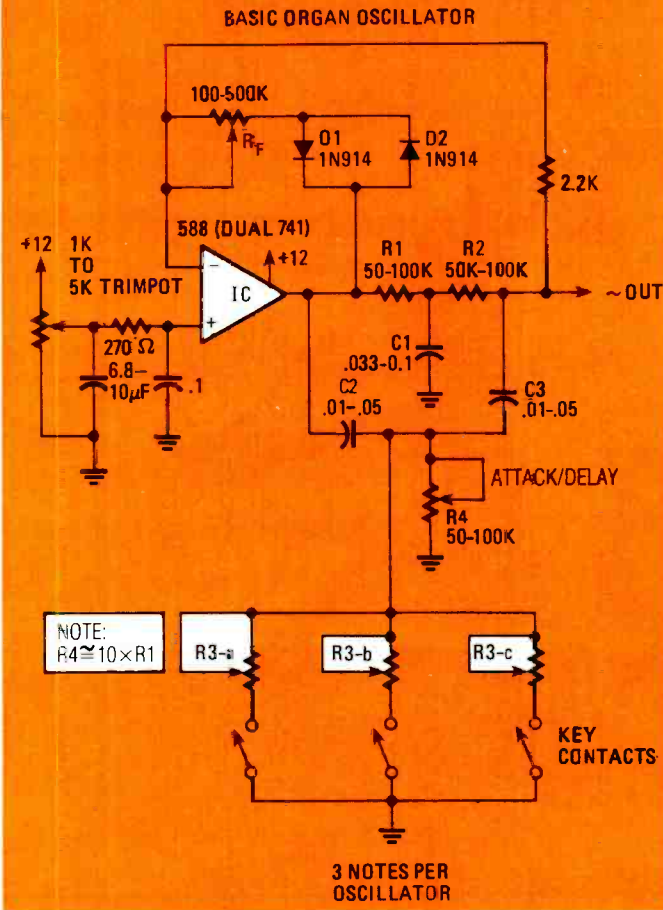 BASIC ORGAN OSCILLATOR
100-500K
RF
D1
1N914
D2
1N914
2.2K
588 (DUAL 741)
+12
1K
TO
5K TRIMPOT
+12
R1
50-100K
R2
50K-100K
~OUT
−
IC
+
270 Ω
6.8-
10μF
.1
C1
.033-0.1
C2
.01-.05
C3
.01-.05
ATTACK/DELAY
R4
50-100K
NOTE:
R4≅10×R1
R3-a
R3-b
R3-c
KEY
CONTACTS
3 NOTES PER
OSCILLATOR